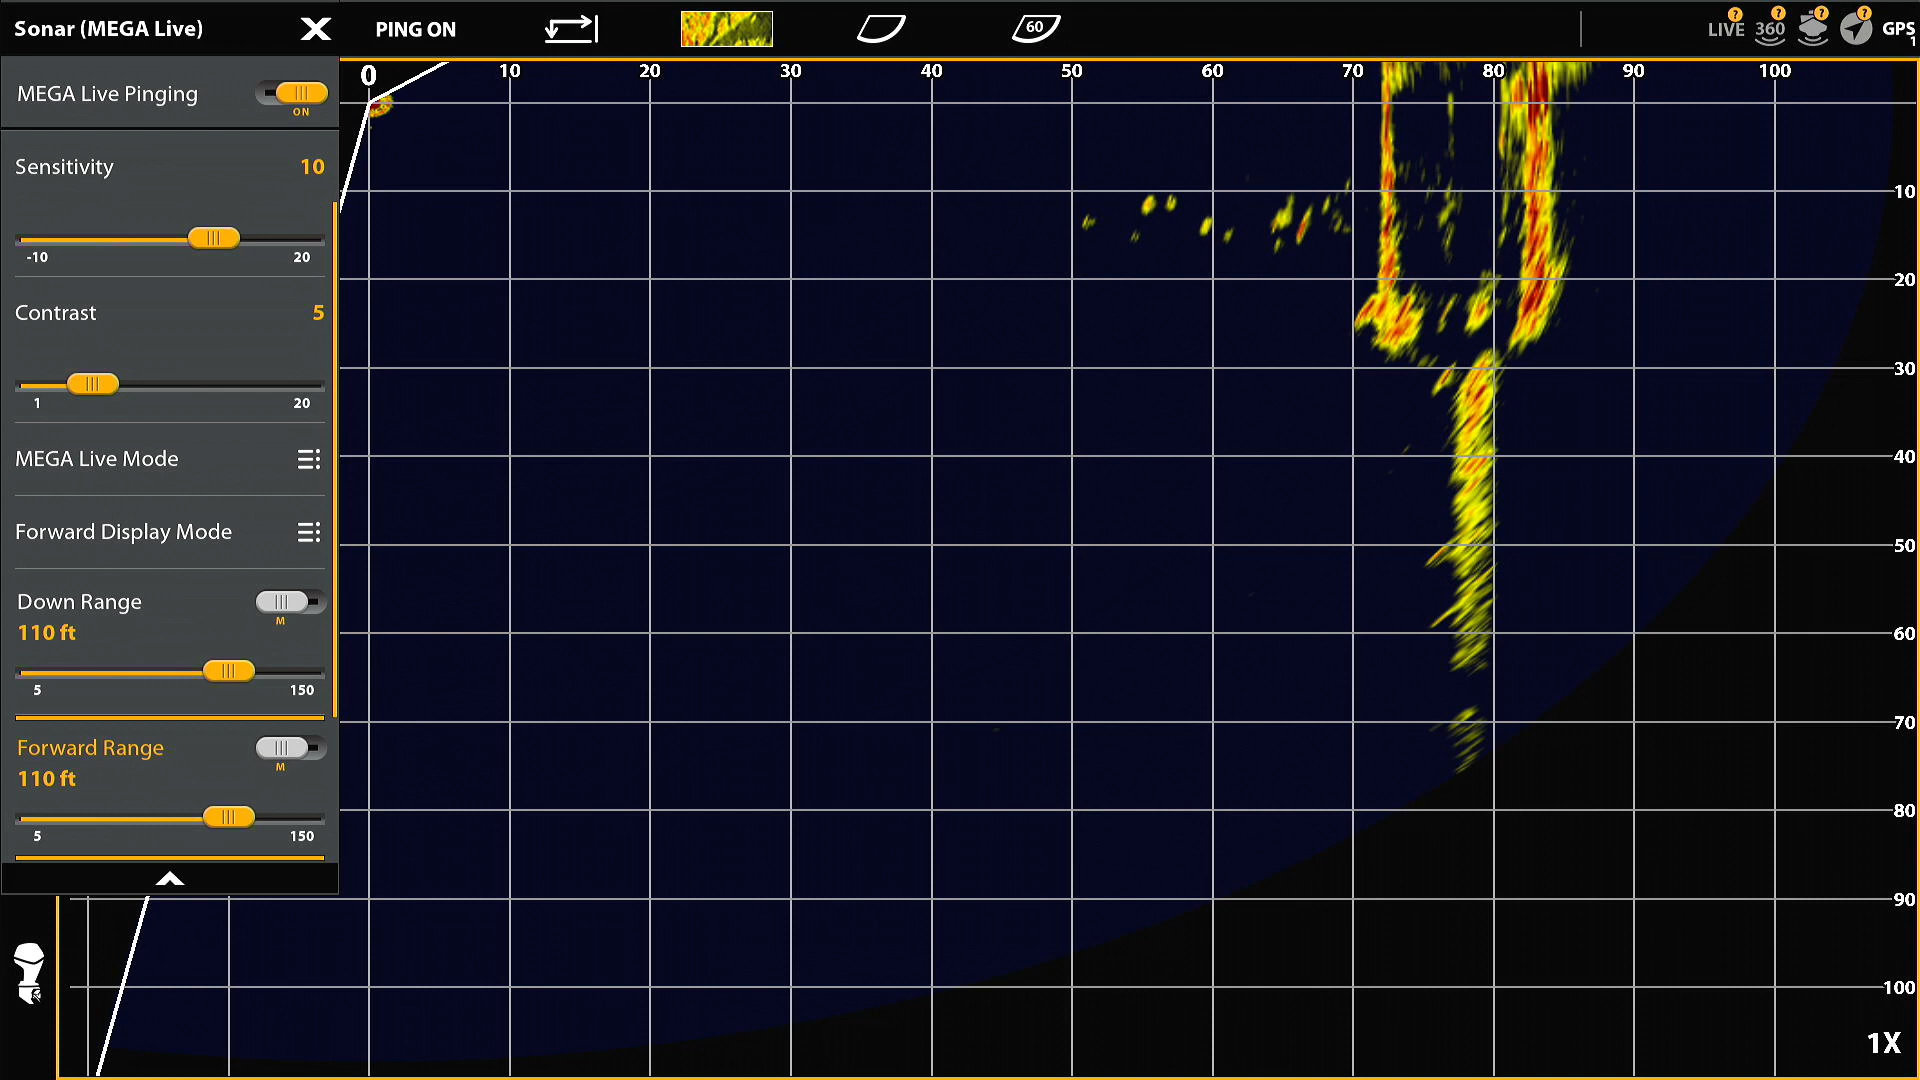 Sonar (MEGA Live)
PING ON
60
LIVE
?
360
?
?
?
GPS
1
MEGA Live Pinging
ON
Sensitivity
10
-10
20
Contrast
5
1
20
MEGA Live Mode
Forward Display Mode
Down Range
M
110 ft
5
150
Forward Range
M
110 ft
5
150
0
10
20
30
40
50
60
70
80
90
100
10
20
30
40
50
60
70
80
90
100
1X